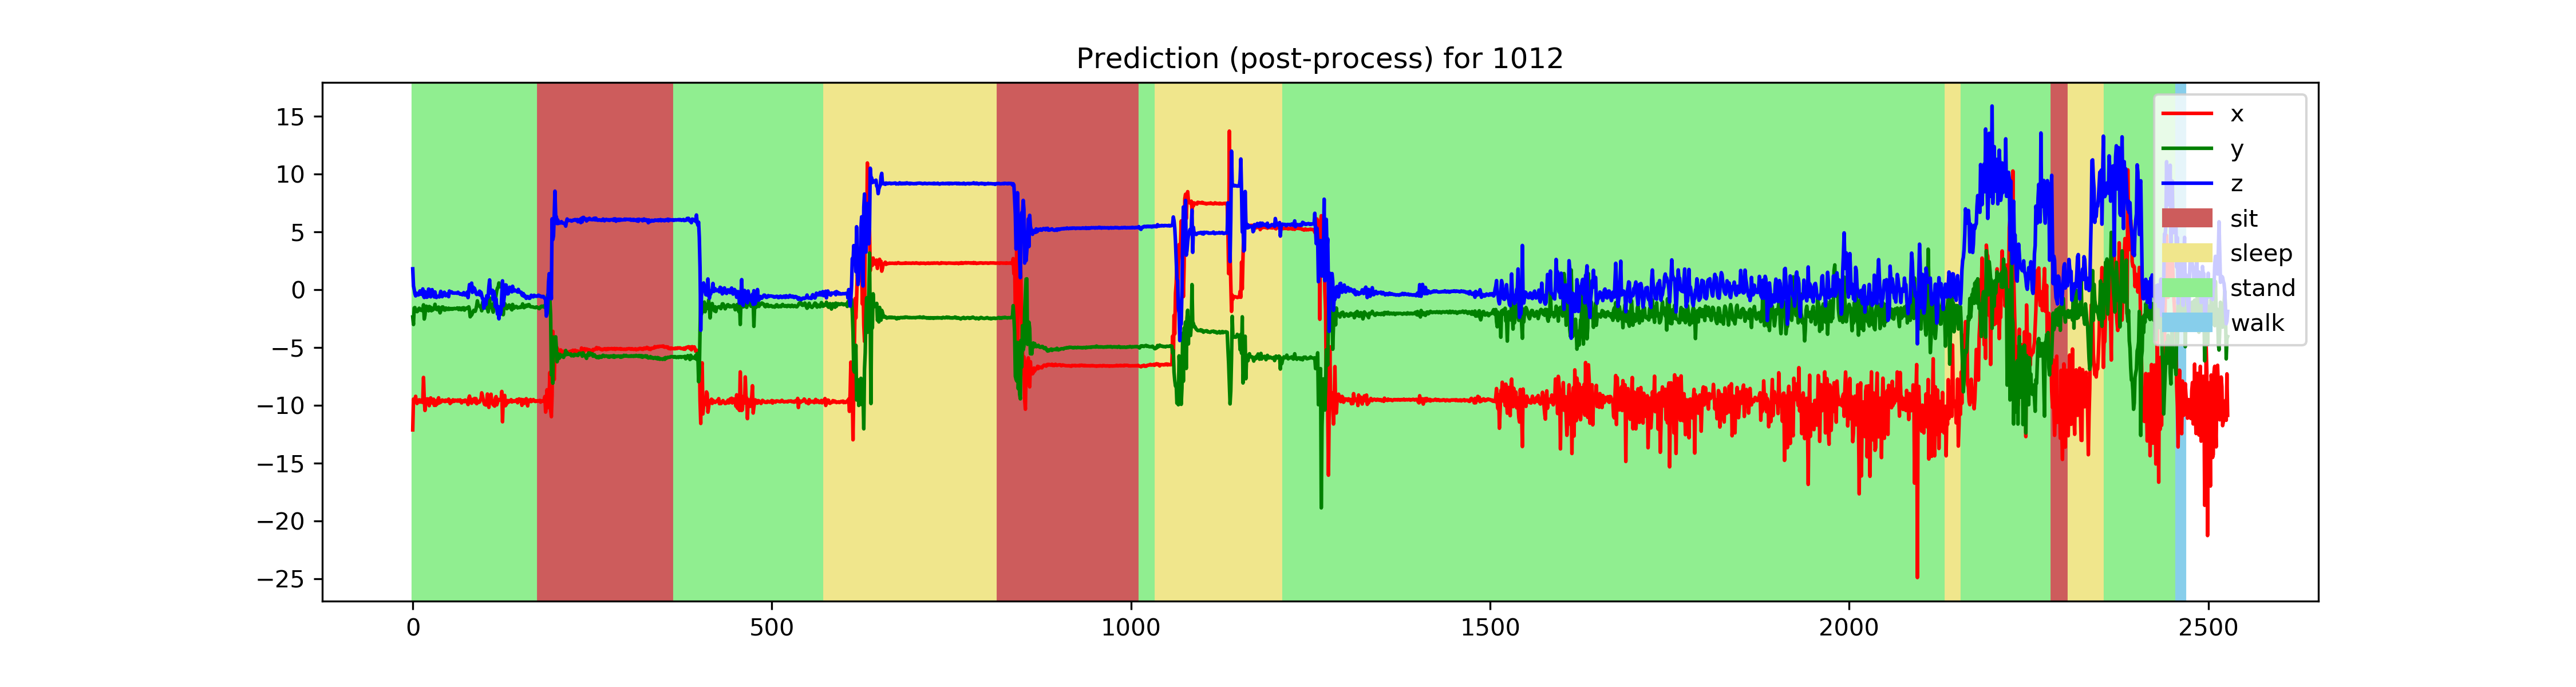 Prediction (post-process) for 1012
15
10
5
0
−5
−10
−15
−20
−25
0 500 1000 1500 2000 2500
x
y
z
sit
sleep
stand
walk